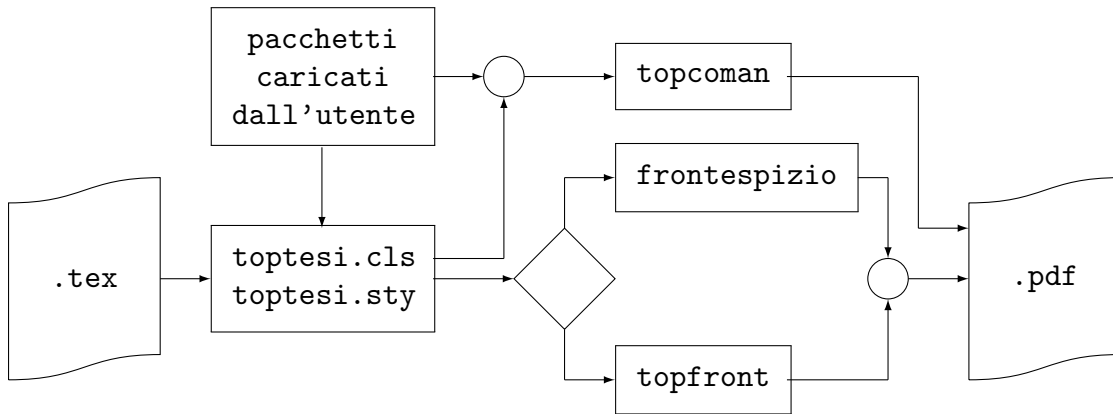 pacchetti
caricati
dall'utente
topcoman
frontespizio
.tex
toptesi.cls
toptesi.sty
.pdf
topfront